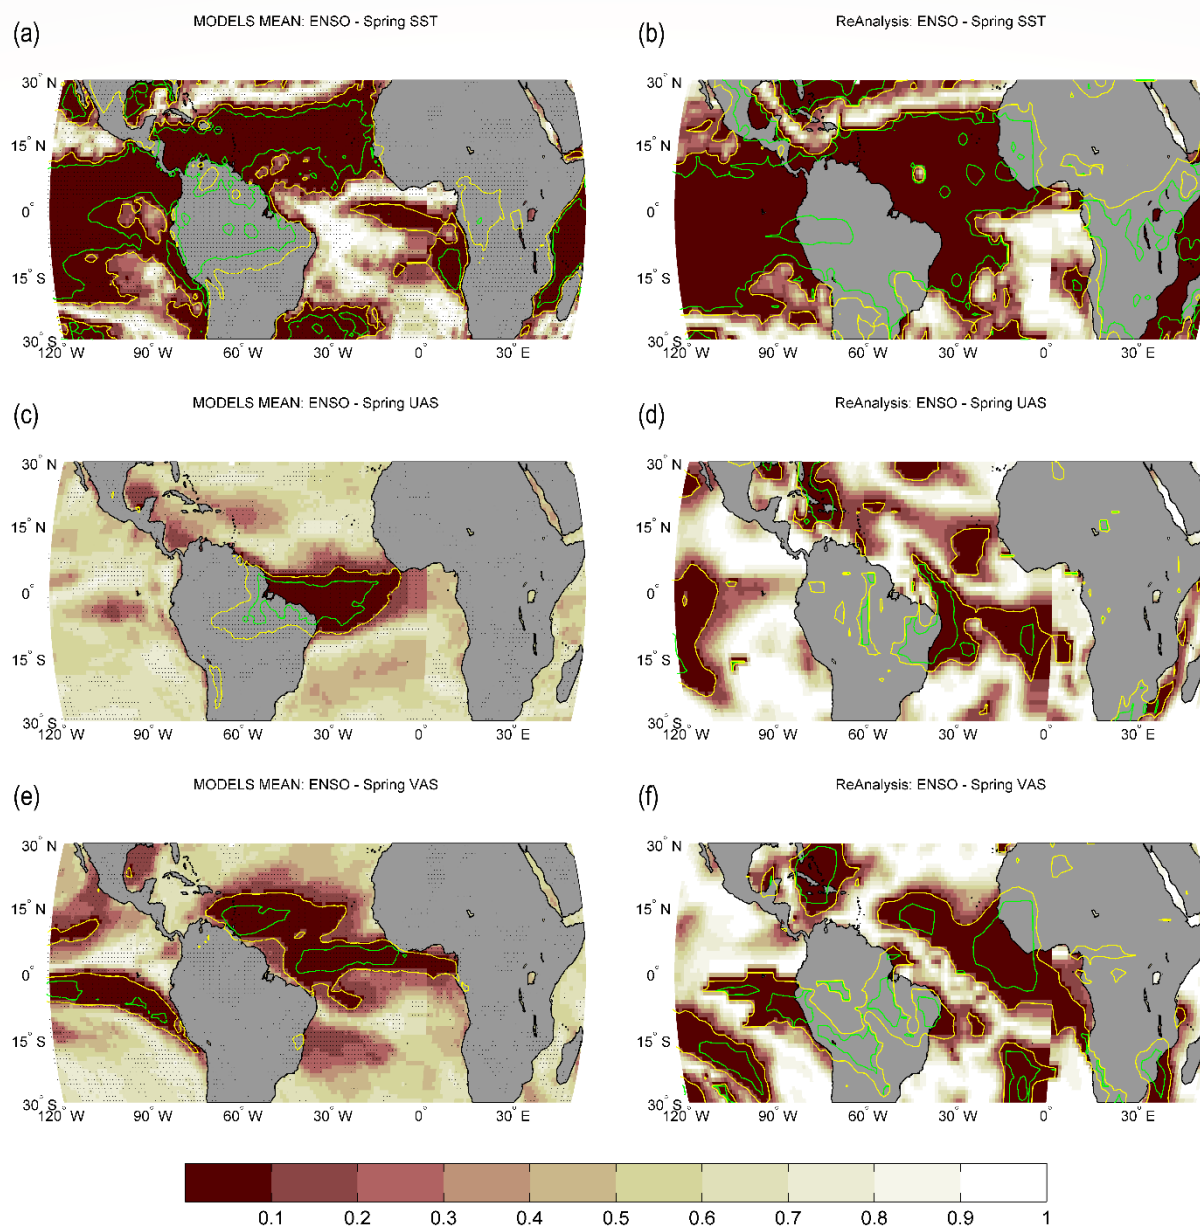 MODELS MEAN: ENSO - Spring SST
ReAnalysis: ENSO - Spring SST
(a)
(b)
30° N
15° N
0°
15° S
30° S
120° W 90° W 60° W 30° W 0° 30° E
30° N
15° N
0°
15° S
30° S
120° W 90° W 60° W 30° W 0° 30° E
MODELS MEAN: ENSO - Spring UAS
ReAnalysis: ENSO - Spring UAS
(c)
(d)
30° N
15° N
0°
15° S
30° S
120° W 90° W 60° W 30° W 0° 30° E
30° N
15° N
0°
15° S
30° S
120° W 90° W 60° W 30° W 0° 30° E
MODELS MEAN: ENSO - Spring VAS
ReAnalysis: ENSO - Spring VAS
(e)
(f)
30° N
15° N
0°
15° S
30° S
120° W 90° W 60° W 30° W 0° 30° E
30° N
15° N
0°
15° S
30° S
120° W 90° W 60° W 30° W 0° 30° E
0.1 0.2 0.3 0.4 0.5 0.6 0.7 0.8 0.9 1